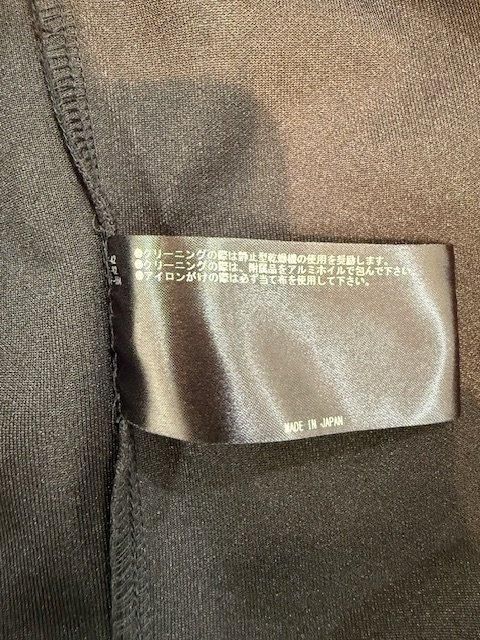 ●クリーニングの際は静止型乾燥機の使用を奨励します。
●クリーニングの際は、附属品をアルミホイルで包んで下さい。
●アイロンがけの際は必ず当て布を使用して下さい。
MADE IN JAPAN